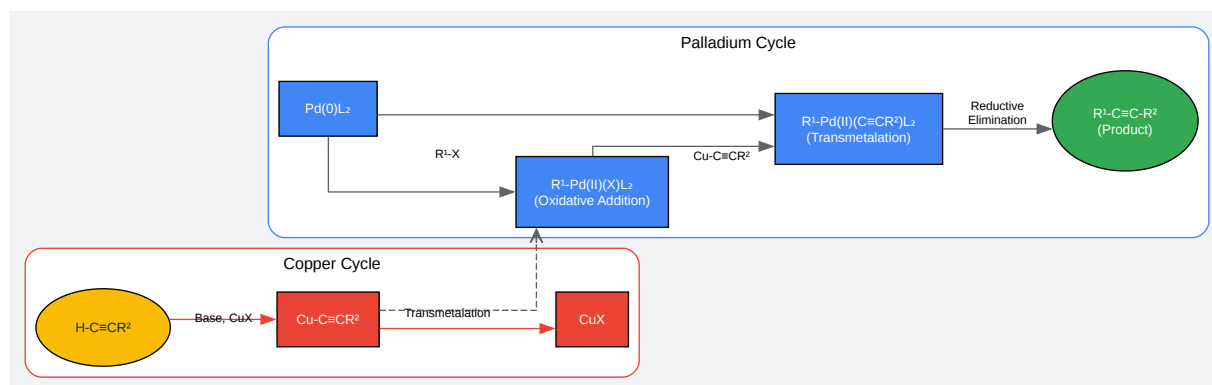 Palladium Cycle
Pd(0)L₂
R¹-X
R¹-Pd(II)(X)L₂
(Oxidative Addition)
Cu-C≡CR²
R¹-Pd(II)(C≡CR²)L₂
(Transmetalation)
Reductive
Elimination
R¹-C≡C-R²
(Product)
Copper Cycle
H-C≡CR²
Base, CuX
Cu-C≡CR²
Transmetalation
CuX